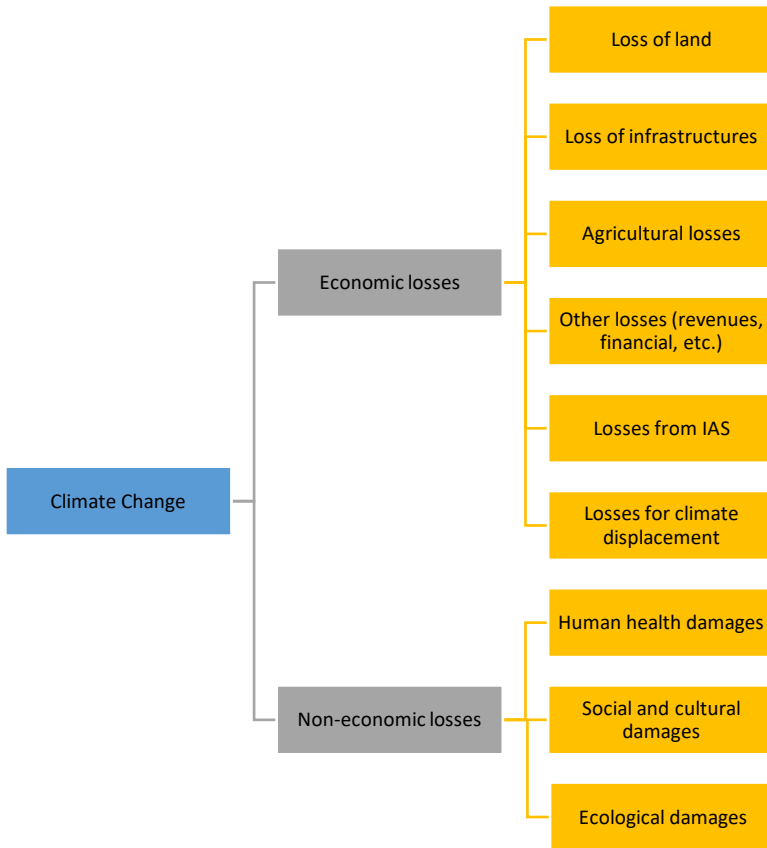 Loss of land
Loss of infrastructures
Agricultural losses
Economic losses
Other losses (revenues,
financial, etc.)
Losses from IAS
Climate Change
Losses for climate
displacement
Human health damages
Non-economic losses
Social and cultural
damages
Ecological damages